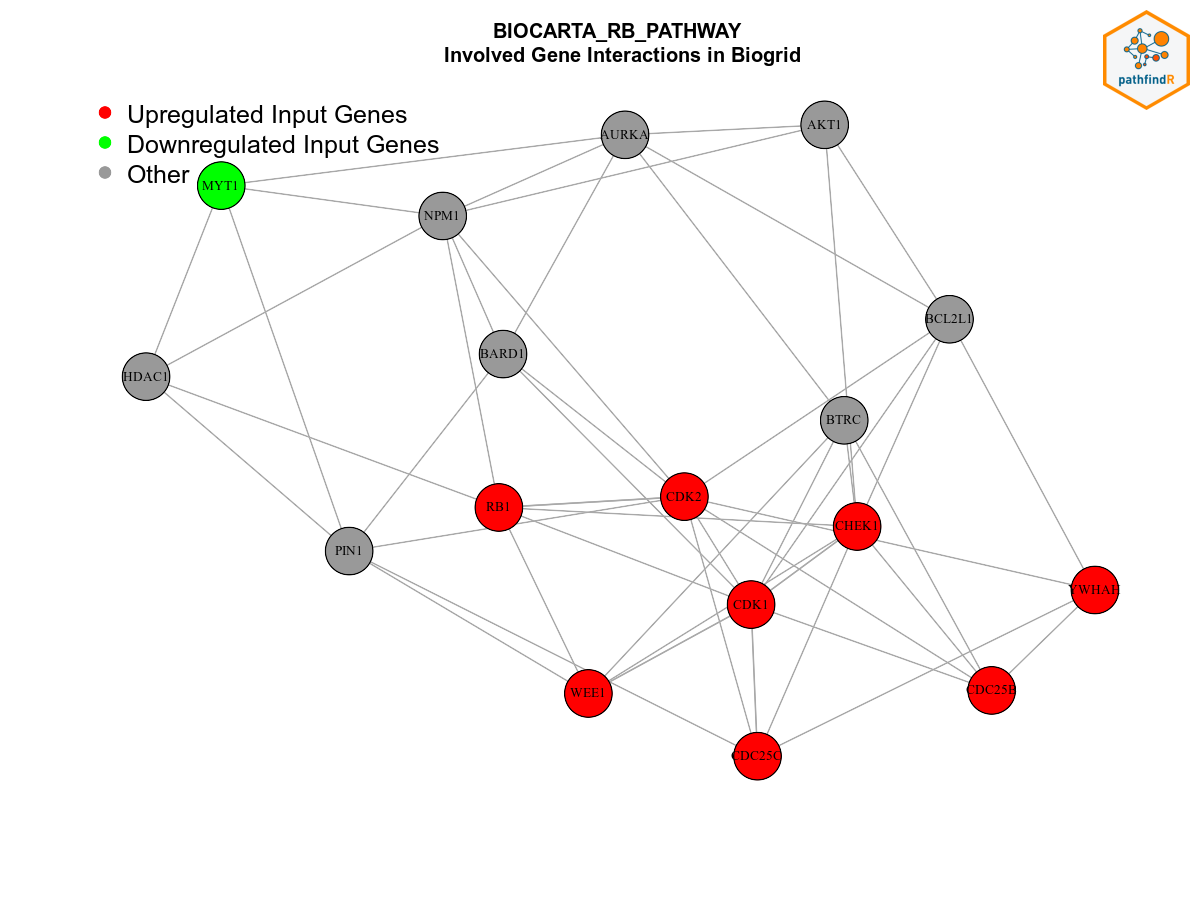 BIOCARTA_RB_PATHWAY
Involved Gene Interactions in Biogrid
pathfindR
Upregulated Input Genes
Downregulated Input Genes
Other
AKT1
AURKA
MYT1
NPM1
BCL2L1
BARD1
HDAC1
BTRC
CDK2
RB1
CHEK1
PIN1
YWHAH
CDK1
CDC25B
WEE1
CDC25C